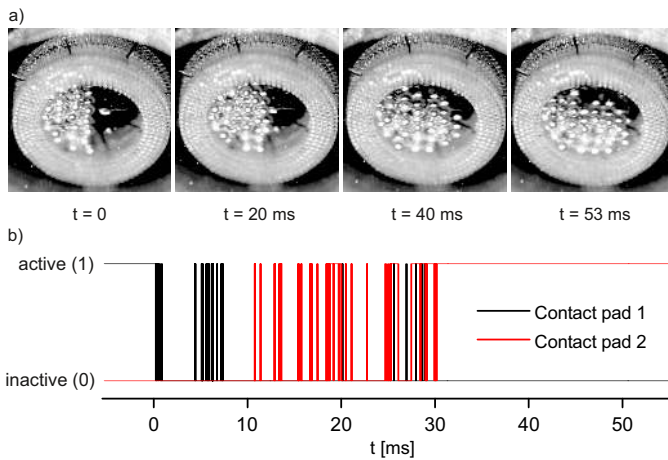 a)
t = 0
t = 20 ms
t = 40 ms
t = 53 ms
b)
active (1)
Contact pad 1
Contact pad 2
inactive (0)
0
10
20
30
40
50
t [ms]